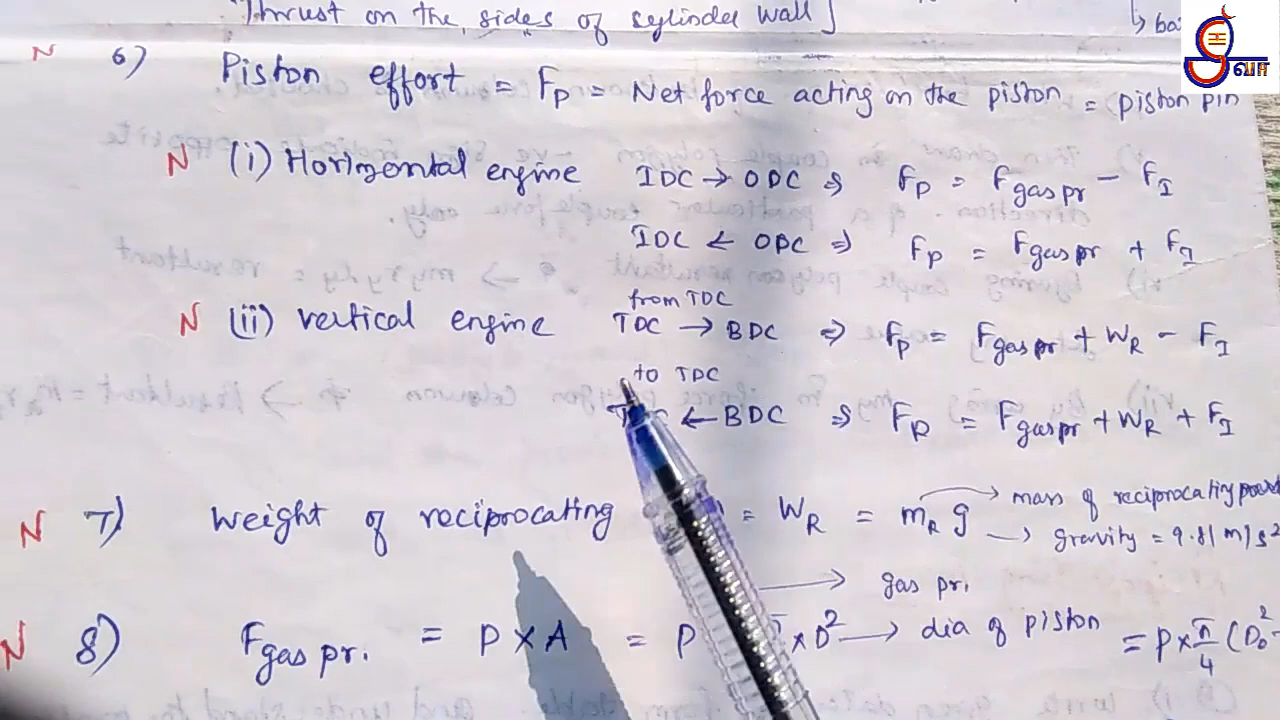 Thrust on the sides of cylinder wall]
N 6) Piston effort = Fp = Net force acting on the piston = piston pin
N (i) Horizontal engine IDC → ODC ⇒ Fp = Fgas pr − FI
IDC ← ODC ⇒ Fp = Fgas pr + FI
from TDC
N (ii) vertical engine TDC → BDC ⇒ Fp = Fgas pr + WR − FI
to TDC
← BDC ⇒ Fp = Fgas pr + WR + FI
N 7) Weight of reciprocating = WR = mR g → mass of reciprocating
→ gravity = 9.81 m/s²
→ gas pr.
N 8) Fgas pr. = P × A = P × D² → dia of piston = P × π/4 (Do²
வா